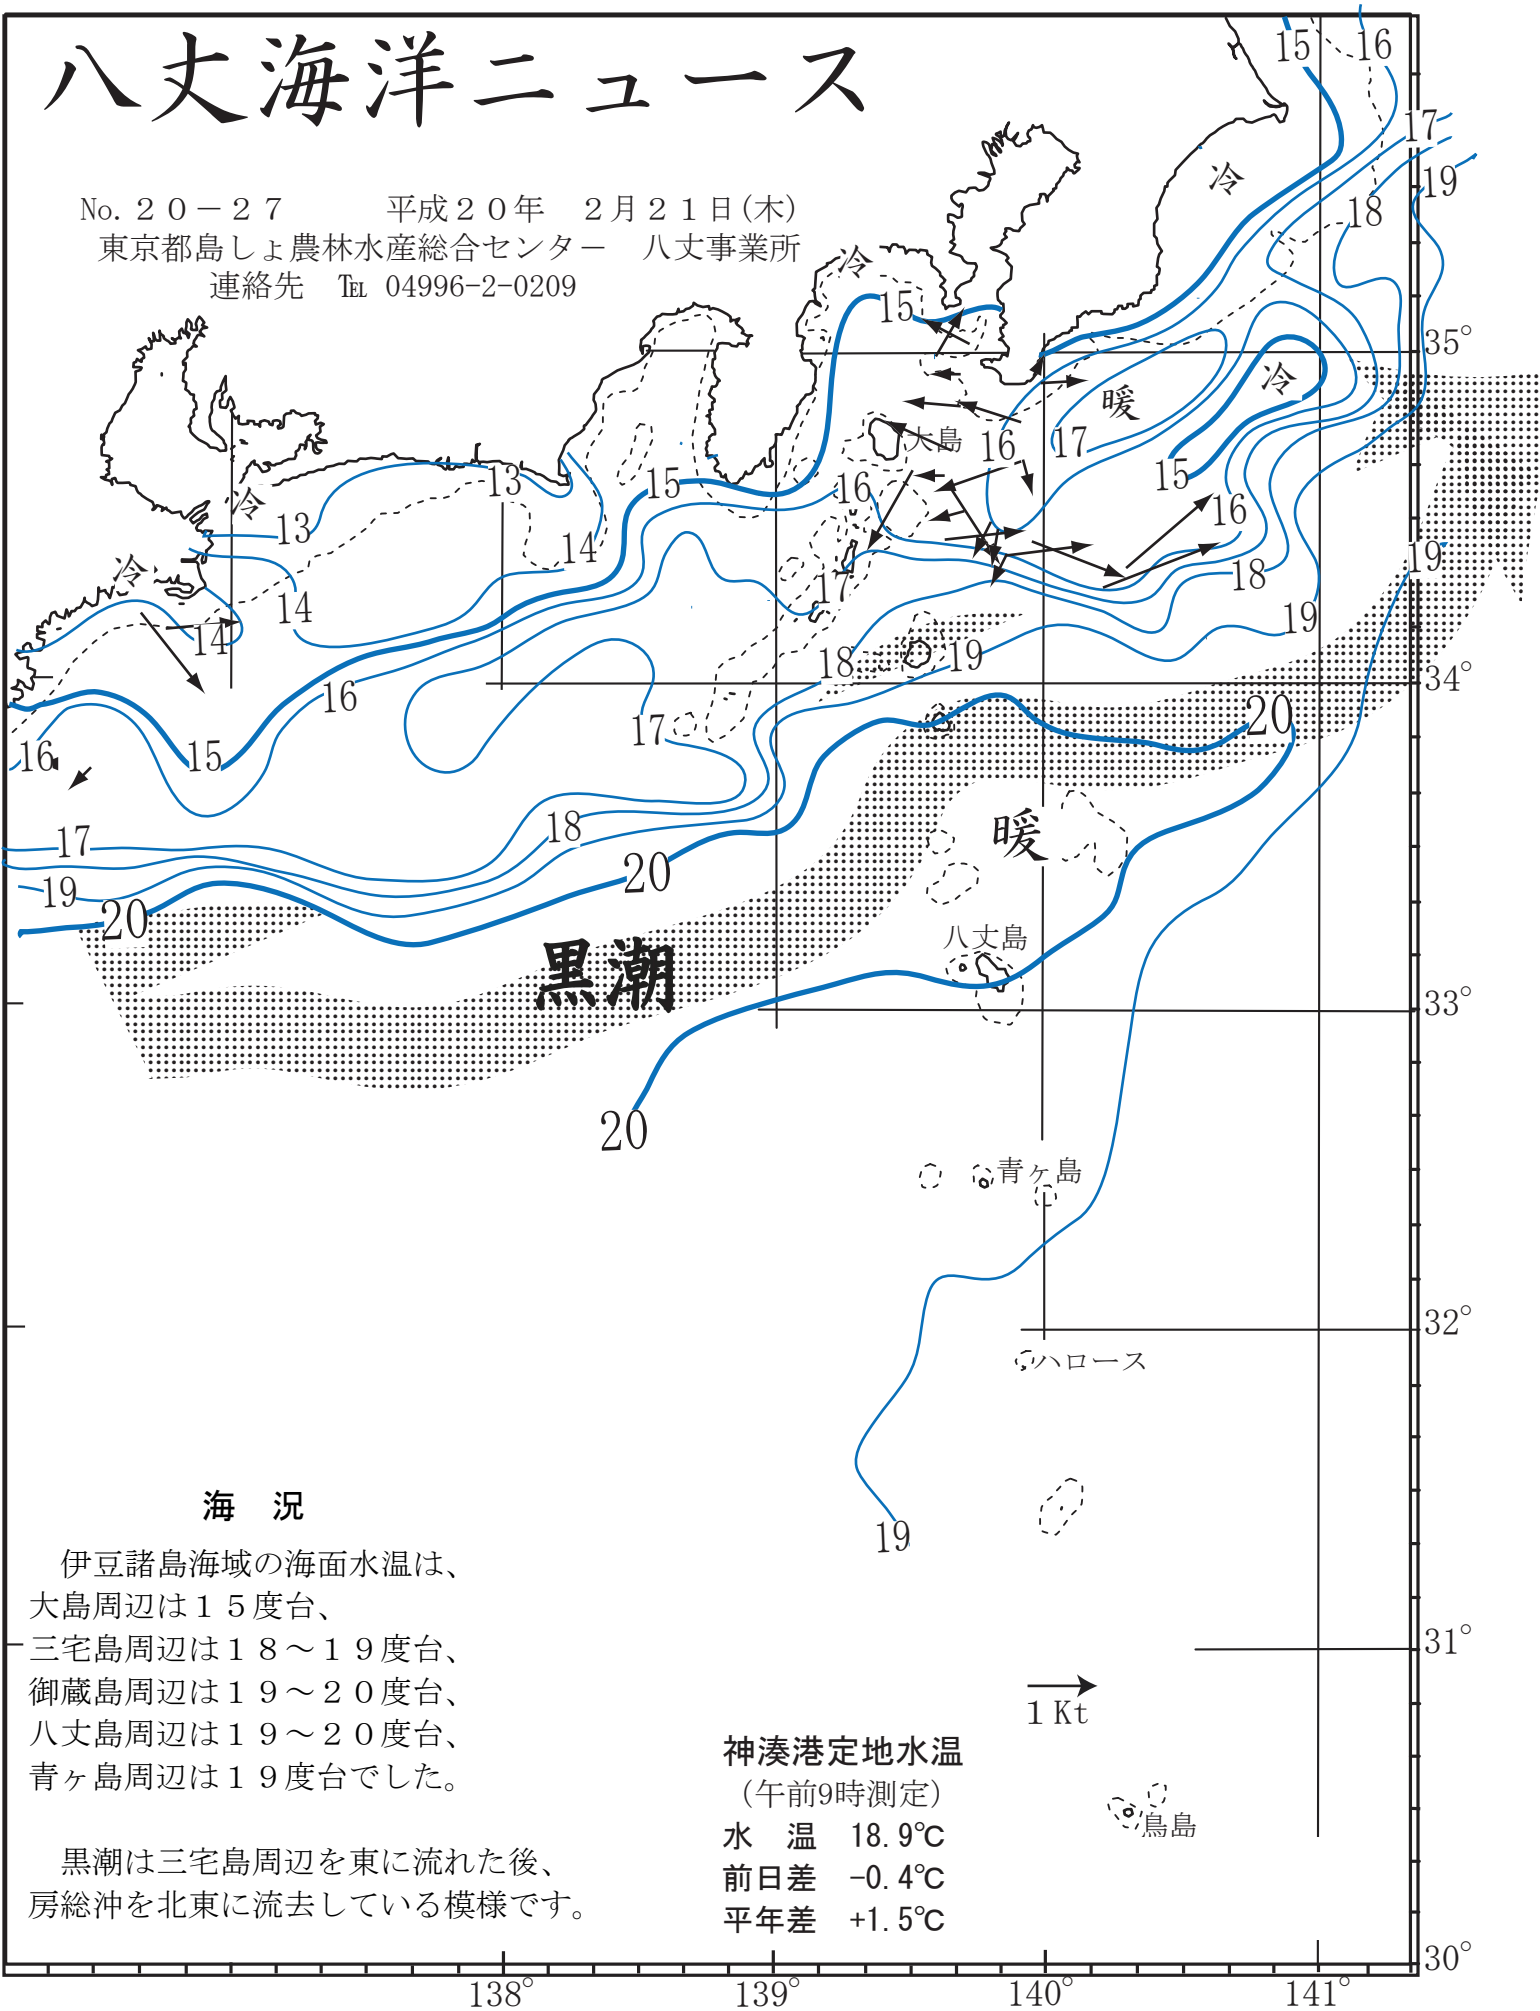 八丈海洋ニュース
No. ２０－２７　平成２０年　２月２１日(木)
東京都島しょ農林水産総合センター　八丈事業所
連絡先　℡ 04996-2-0209
15 16
17
19
18
冷
冷
15
35°
冷
暖
大島
16 17
15
13
15
16
16
冷
13
14
19
18
冷
17
14
14
19
18
19
34°
16
17
20
15
16
18
暖
17
20
19
20
八丈島
黒潮
33°
20
青ヶ島
32°
ハロース
19
海　況
伊豆諸島海域の海面水温は、
大島周辺は１５度台、
三宅島周辺は１８～１９度台、
御蔵島周辺は１９～２０度台、
八丈島周辺は１９～２０度台、
青ヶ島周辺は１９度台でした。
黒潮は三宅島周辺を東に流れた後、
房総沖を北東に流去している模様です。
31°
1 Kt
神湊港定地水温
（午前9時測定）
水　温　18.9℃
前日差　-0.4℃
平年差　+1.5℃
鳥島
30°
138° 139° 140° 141°